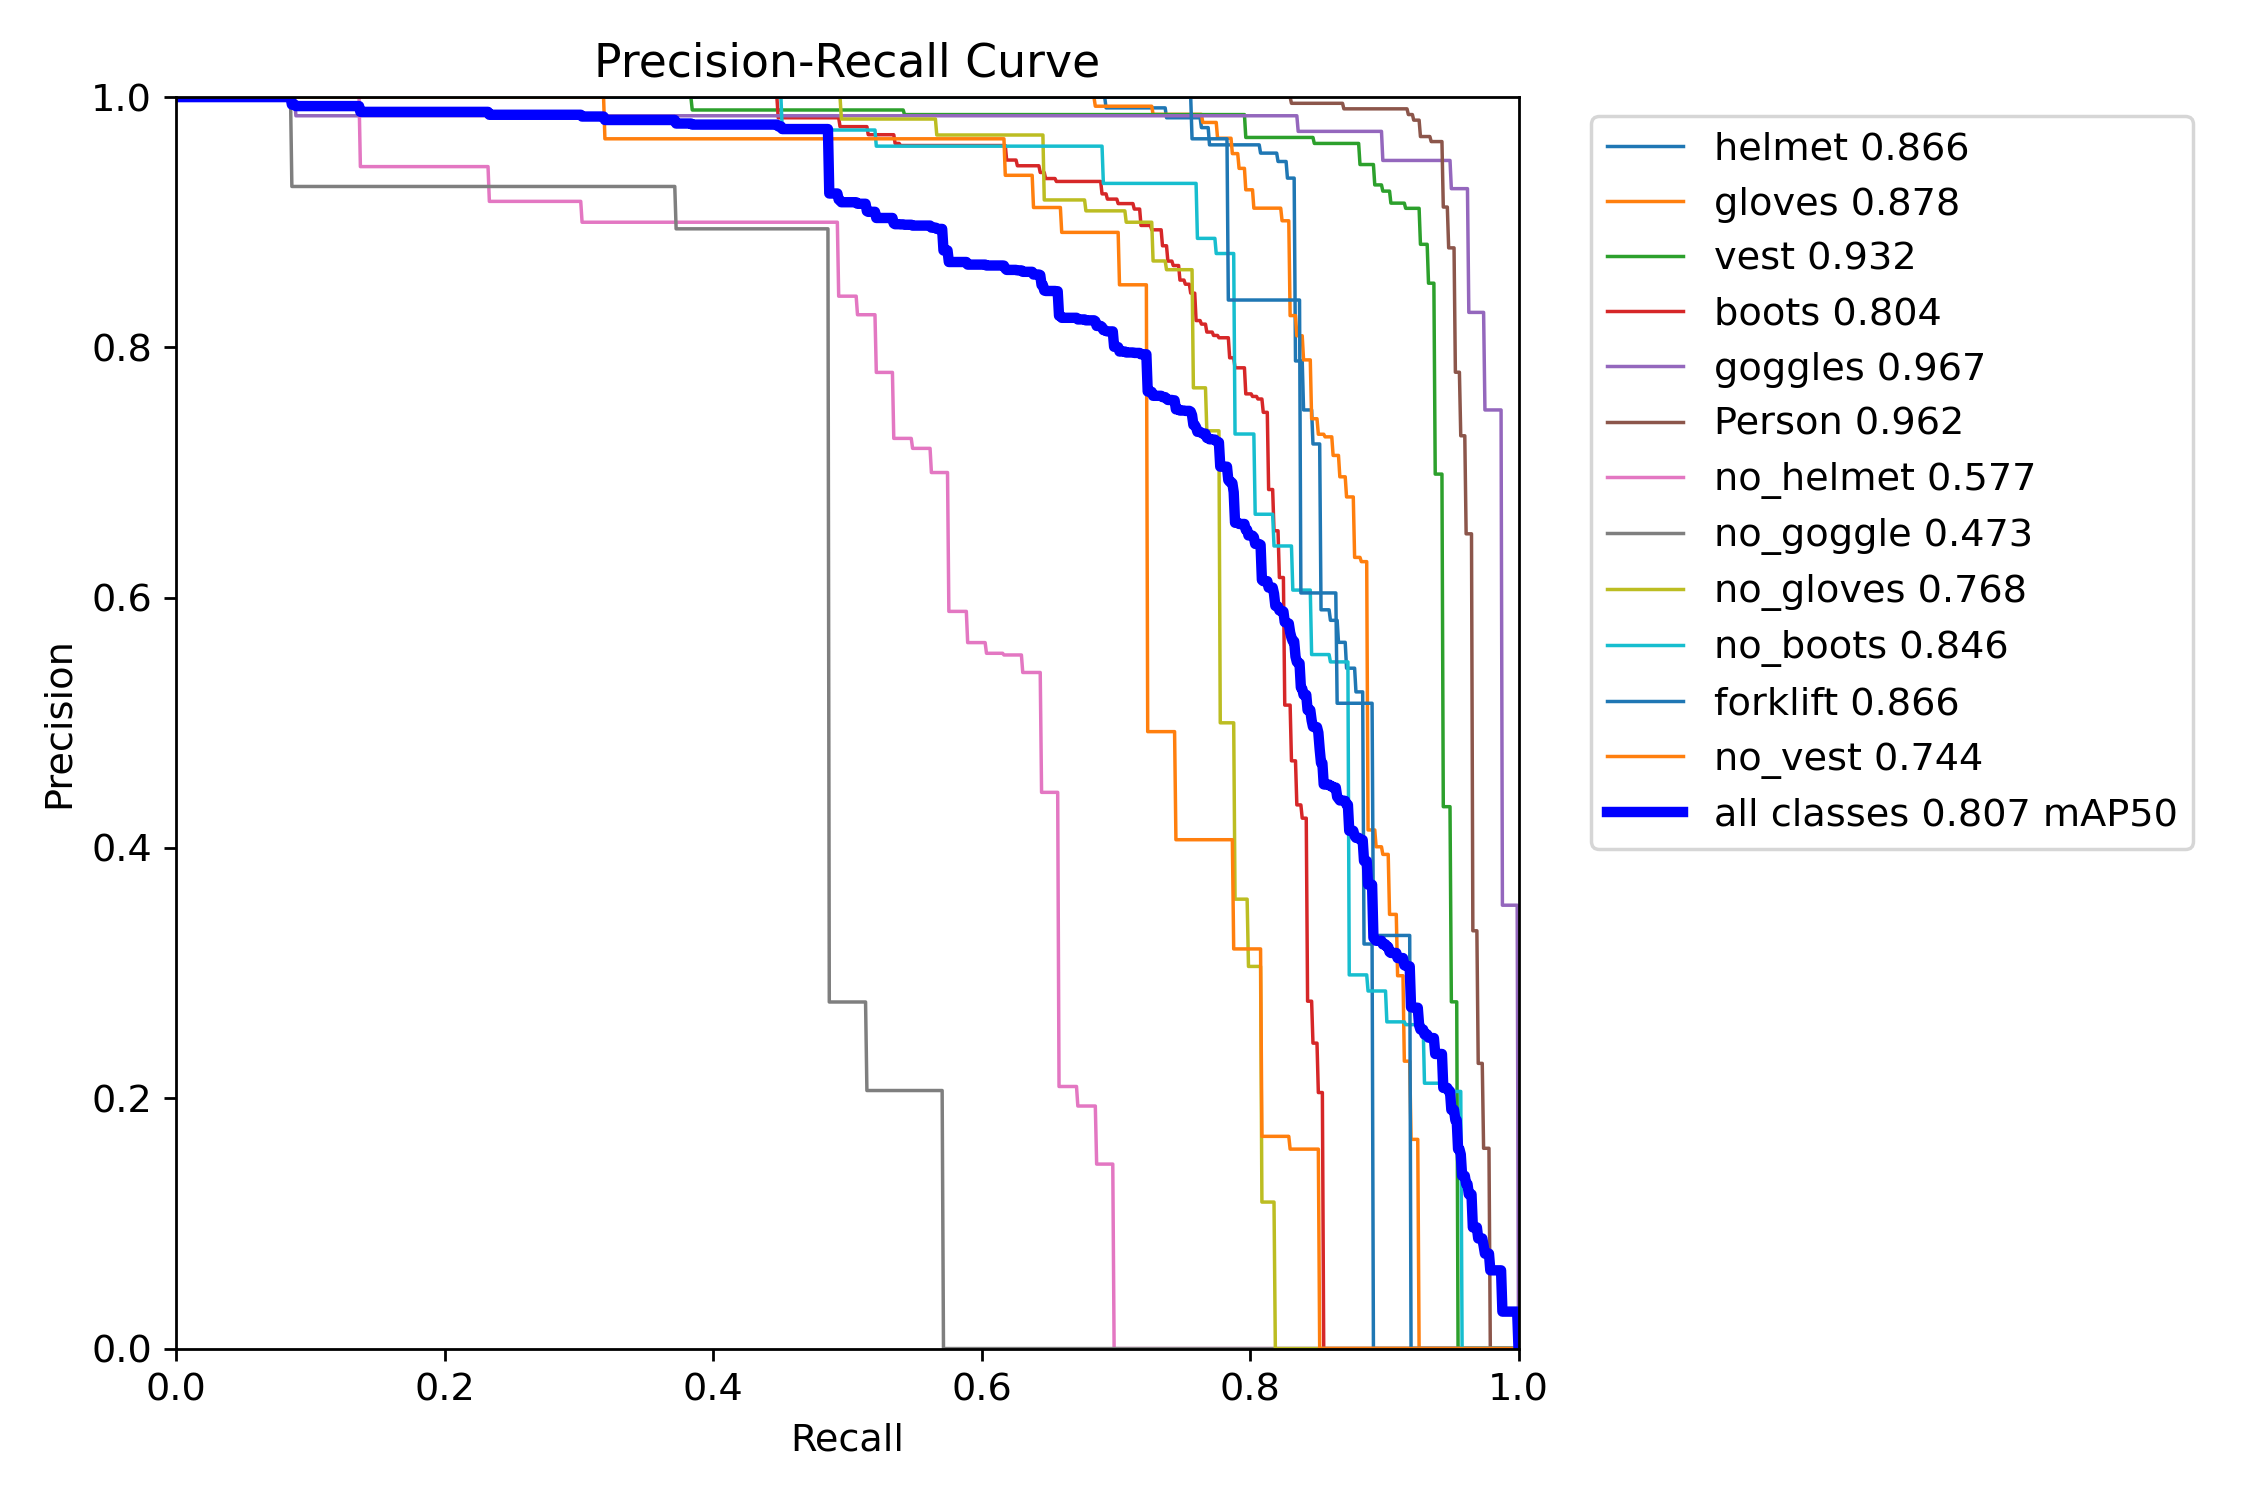 Precision-Recall Curve
1.0
0.8
0.6
0.4
0.2
0.0
Precision
0.0 0.2 0.4 0.6 0.8 1.0
Recall
helmet 0.866
gloves 0.878
vest 0.932
boots 0.804
goggles 0.967
Person 0.962
no_helmet 0.577
no_goggle 0.473
no_gloves 0.768
no_boots 0.846
forklift 0.866
no_vest 0.744
all classes 0.807 mAP50